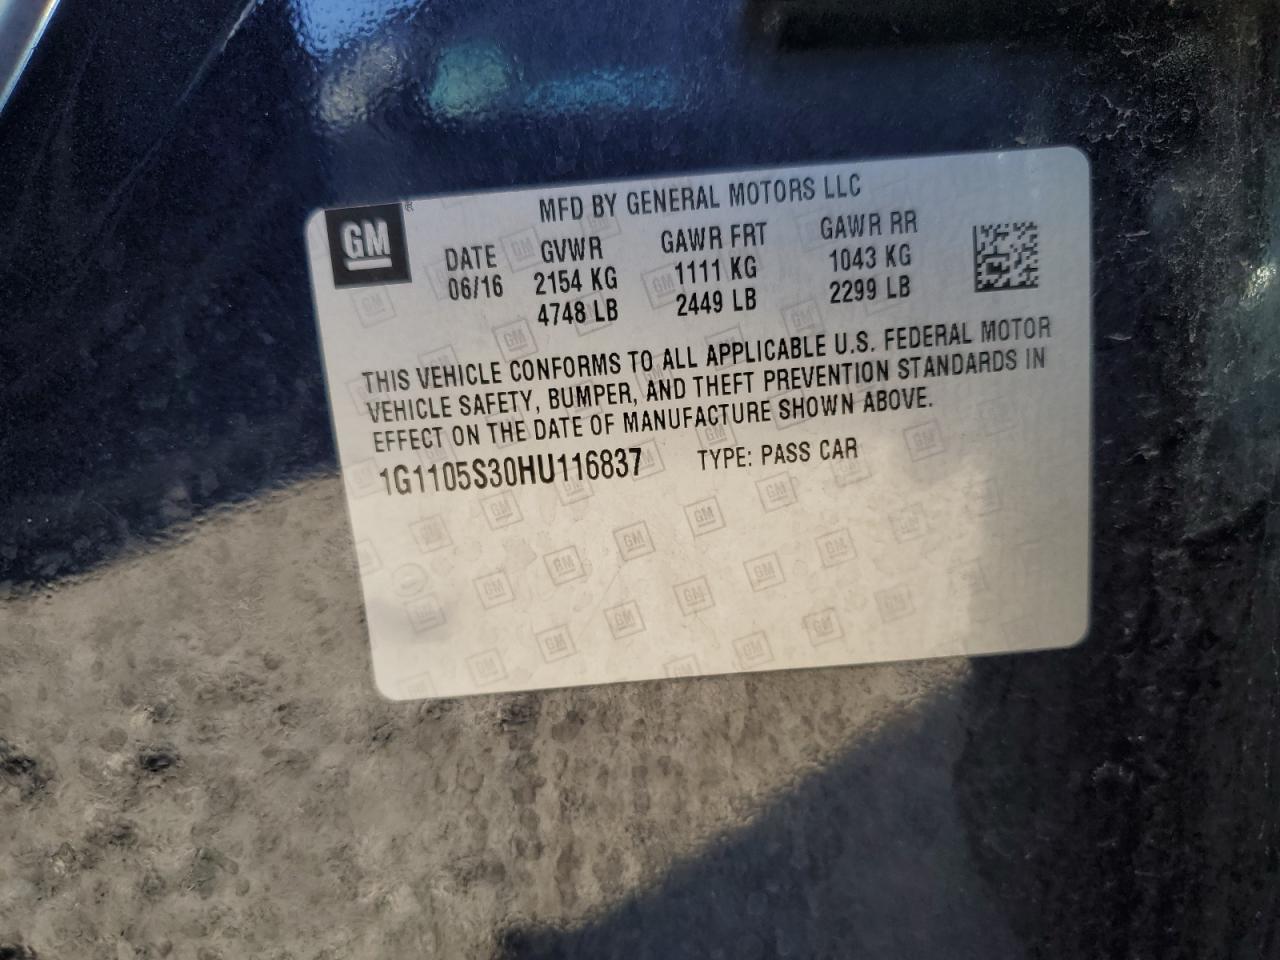 GM
MFD BY GENERAL MOTORS LLC
DATE GVWR GAWR FRT GAWR RR
06/16 2154 KG 1111 KG 1043 KG
4748 LB 2449 LB 2299 LB
THIS VEHICLE CONFORMS TO ALL APPLICABLE U.S. FEDERAL MOTOR
VEHICLE SAFETY, BUMPER, AND THEFT PREVENTION STANDARDS IN
EFFECT ON THE DATE OF MANUFACTURE SHOWN ABOVE.
1G1105S30HU116837 TYPE: PASS CAR